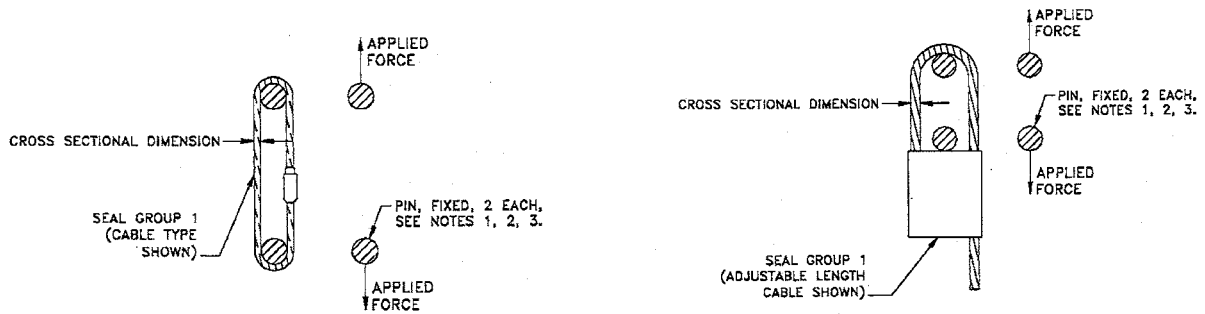 APPLIED
FORCE
CROSS SECTIONAL DIMENSION
SEAL GROUP 1
(CABLE TYPE
SHOWN)
PIN, FIXED, 2 EACH,
SEE NOTES 1, 2, 3.
APPLIED
FORCE
APPLIED
FORCE
CROSS SECTIONAL DIMENSION
PIN, FIXED, 2 EACH,
SEE NOTES 1, 2, 3.
APPLIED
FORCE
SEAL GROUP 1
(ADJUSTABLE LENGTH
CABLE SHOWN)